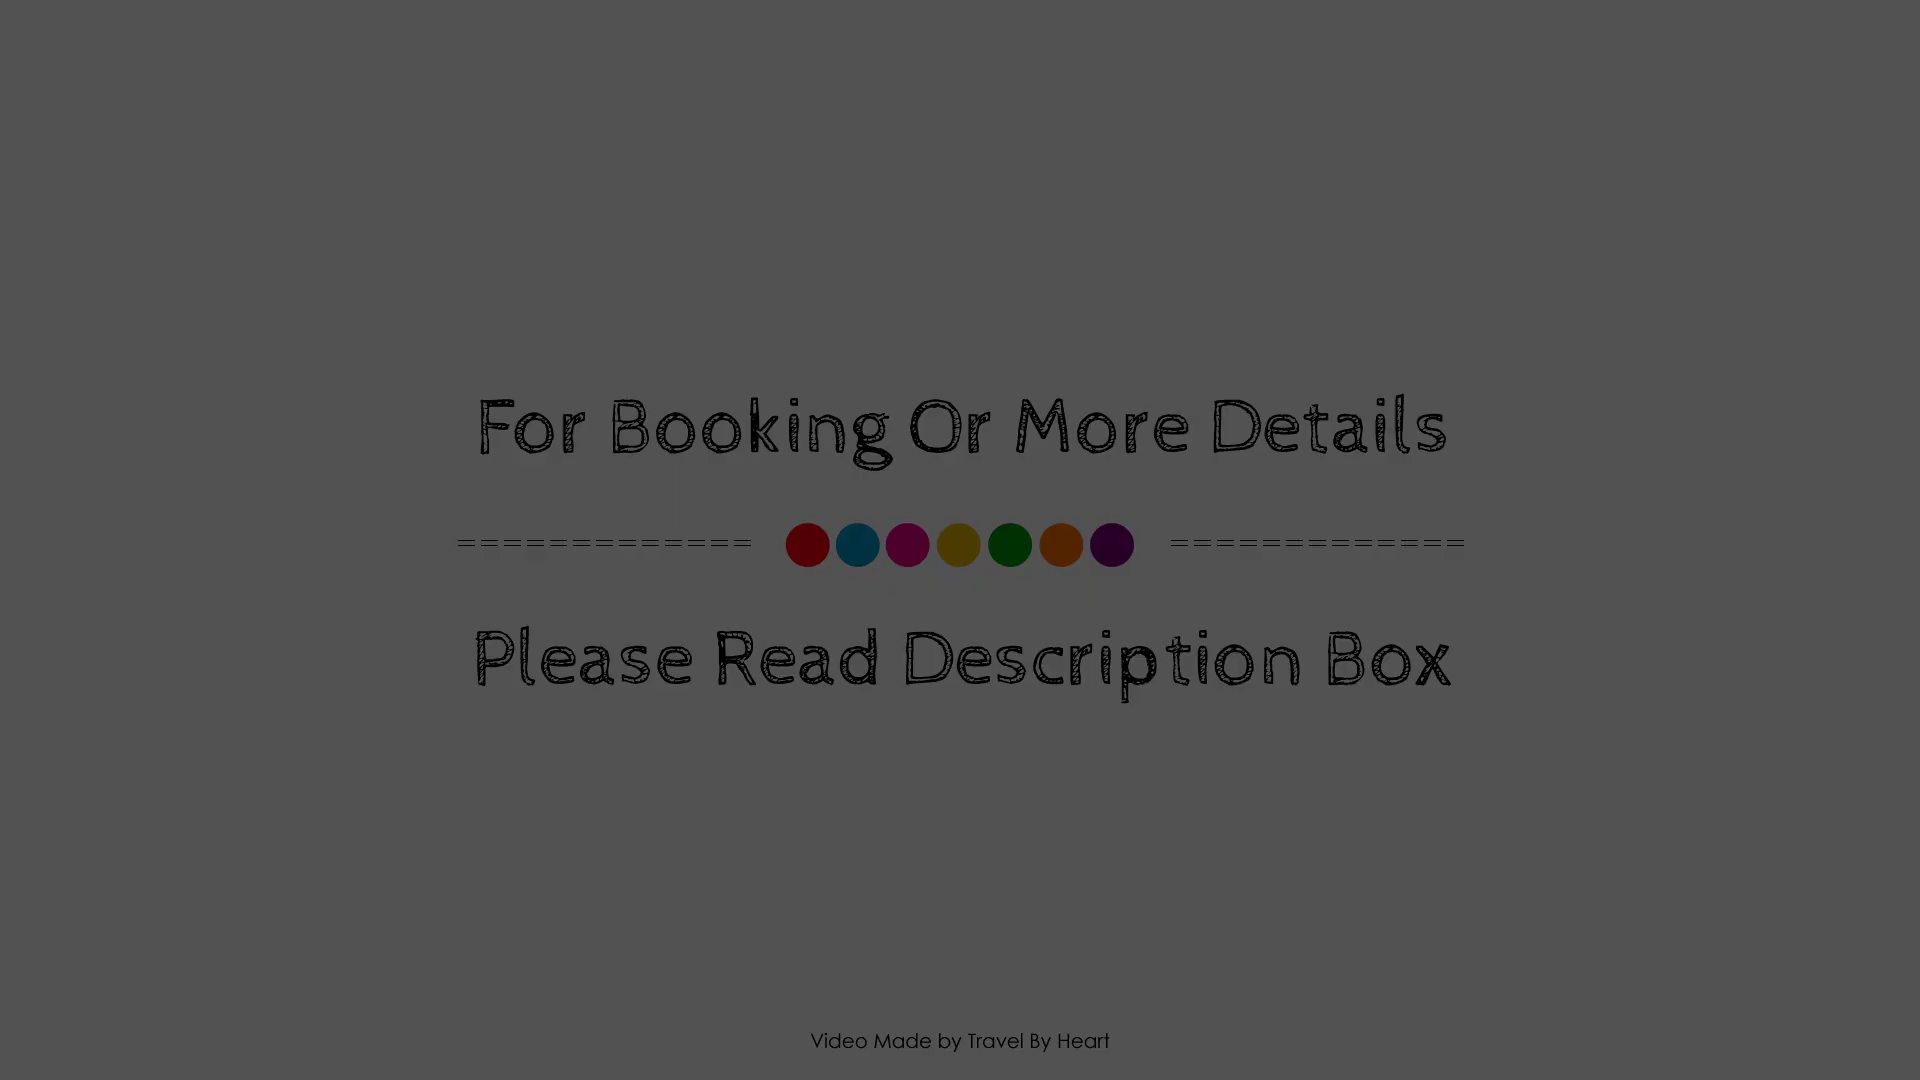 For Booking Or More Details
============= =============
Please Read Description Box
Video Made by Travel By Heart